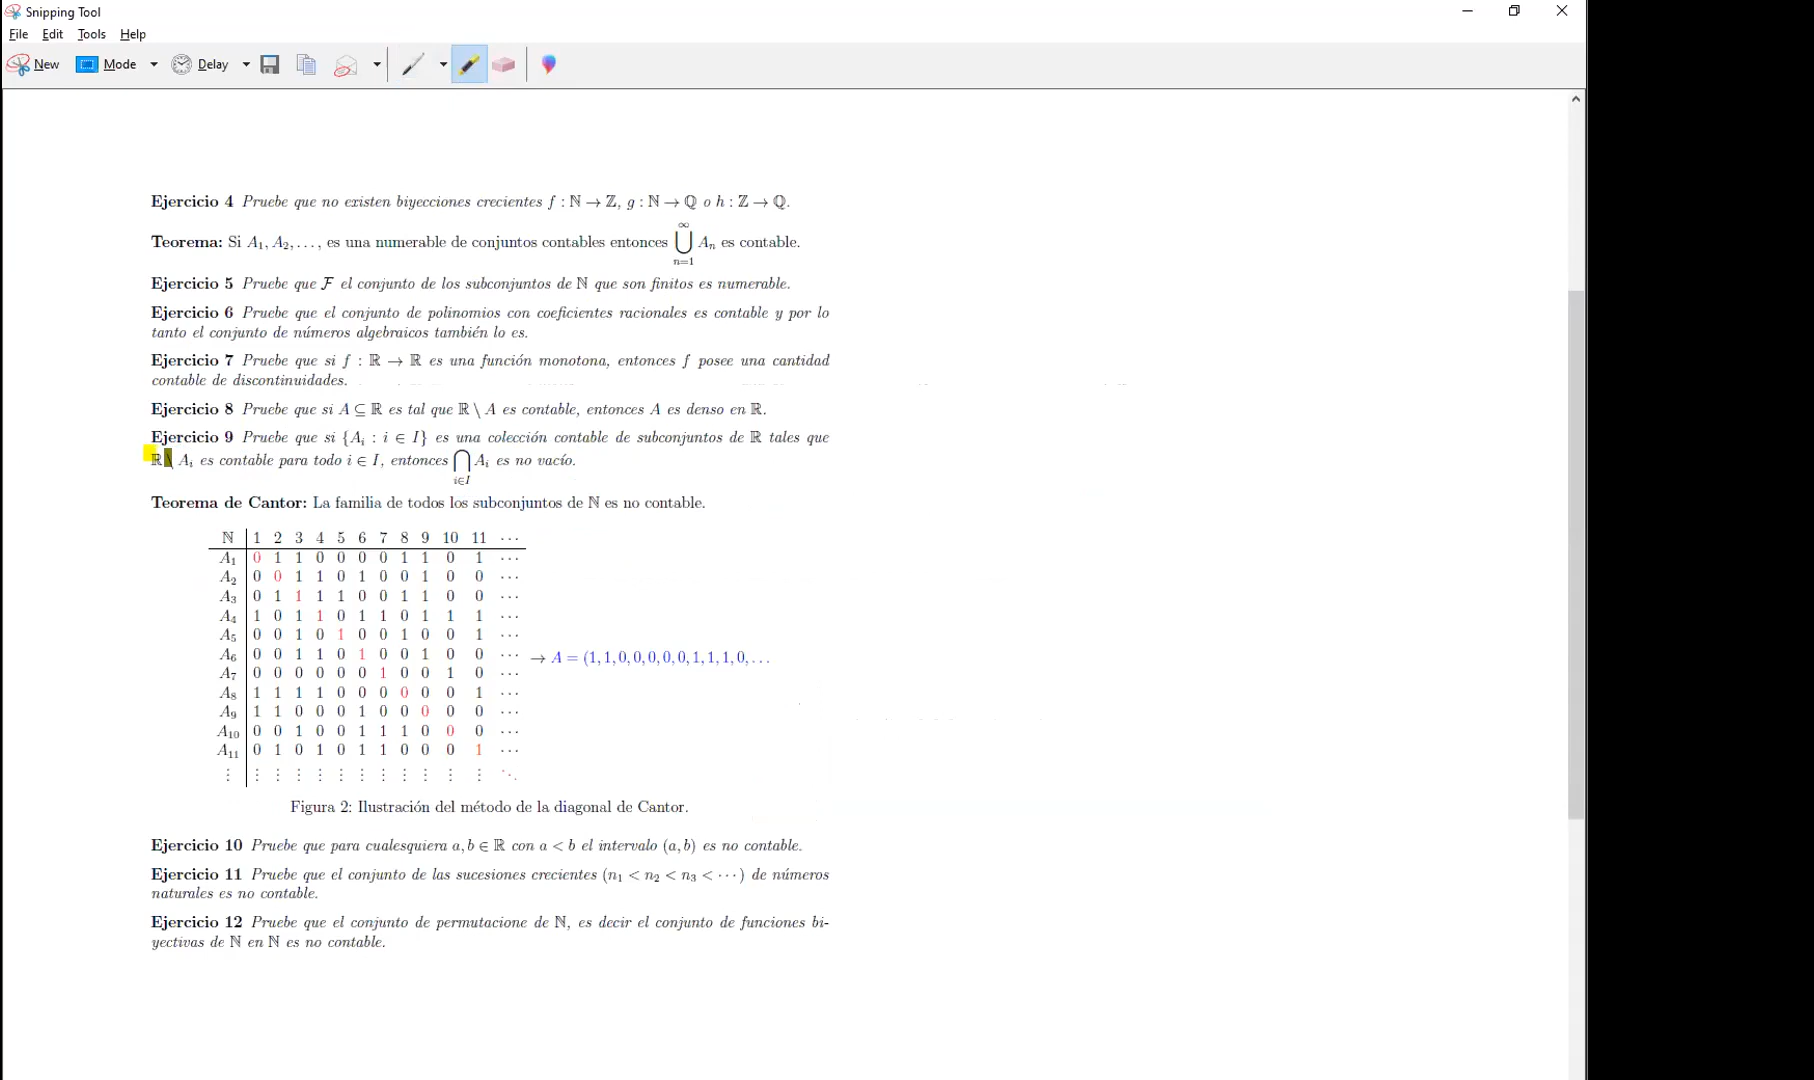 Snipping Tool
File Edit Tools Help
New Mode Delay
Ejercicio 4 Pruebe que no existen biyecciones crecientes f : ℕ → ℤ, g : ℕ → ℚ o h : ℤ → ℚ.
Teorema: Si A₁, A₂, . . . , es una numerable de conjuntos contables entonces ⋃_{n=1}^{∞} Aₙ es contable.
Ejercicio 5 Pruebe que ℱ el conjunto de los subconjuntos de ℕ que son finitos es numerable.
Ejercicio 6 Pruebe que el conjunto de polinomios con coeficientes racionales es contable y por lo
tanto el conjunto de números algebraicos también lo es.
Ejercicio 7 Pruebe que si f : ℝ → ℝ es una función monotona, entonces f posee una cantidad
contable de discontinuidades.
Ejercicio 8 Pruebe que si A ⊆ ℝ es tal que ℝ \ A es contable, entonces A es denso en ℝ.
Ejercicio 9 Pruebe que si {Aᵢ : i ∈ I} es una colección contable de subconjuntos de ℝ tales que
ℝ \ Aᵢ es contable para todo i ∈ I, entonces ⋂_{i∈I} Aᵢ es no vacío.
Teorema de Cantor: La familia de todos los subconjuntos de ℕ es no contable.
ℕ 1 2 3 4 5 6 7 8 9 10 11 ⋯
A₁ 0 1 1 0 0 0 0 1 1 0 1 ⋯
A₂ 0 0 1 1 0 1 0 0 1 0 0 ⋯
A₃ 0 1 1 1 1 0 0 1 1 0 0 ⋯
A₄ 1 0 1 1 0 1 1 0 1 1 1 ⋯
A₅ 0 0 1 0 1 0 0 1 0 0 1 ⋯
A₆ 0 0 1 1 0 1 0 0 1 0 0 ⋯ → A = (1, 1, 0, 0, 0, 0, 0, 1, 1, 1, 0, . . .
A₇ 0 0 0 0 0 0 1 0 0 1 0 ⋯
A₈ 1 1 1 1 0 0 0 0 0 0 1 ⋯
A₉ 1 1 0 0 0 1 0 0 0 0 0 ⋯
A₁₀ 0 0 1 0 0 1 1 1 0 0 0 ⋯
A₁₁ 0 1 0 1 0 1 1 0 0 0 1 ⋯
⋮ ⋮ ⋮ ⋮ ⋮ ⋮ ⋮ ⋮ ⋮ ⋮ ⋮ ⋮ ⋱
Figura 2: Ilustración del método de la diagonal de Cantor.
Ejercicio 10 Pruebe que para cualesquiera a, b ∈ ℝ con a < b el intervalo (a, b) es no contable.
Ejercicio 11 Pruebe que el conjunto de las sucesiones crecientes (n₁ < n₂ < n₃ < ⋯) de números
naturales es no contable.
Ejercicio 12 Pruebe que el conjunto de permutacione de ℕ, es decir el conjunto de funciones bi-
yectivas de ℕ en ℕ es no contable.